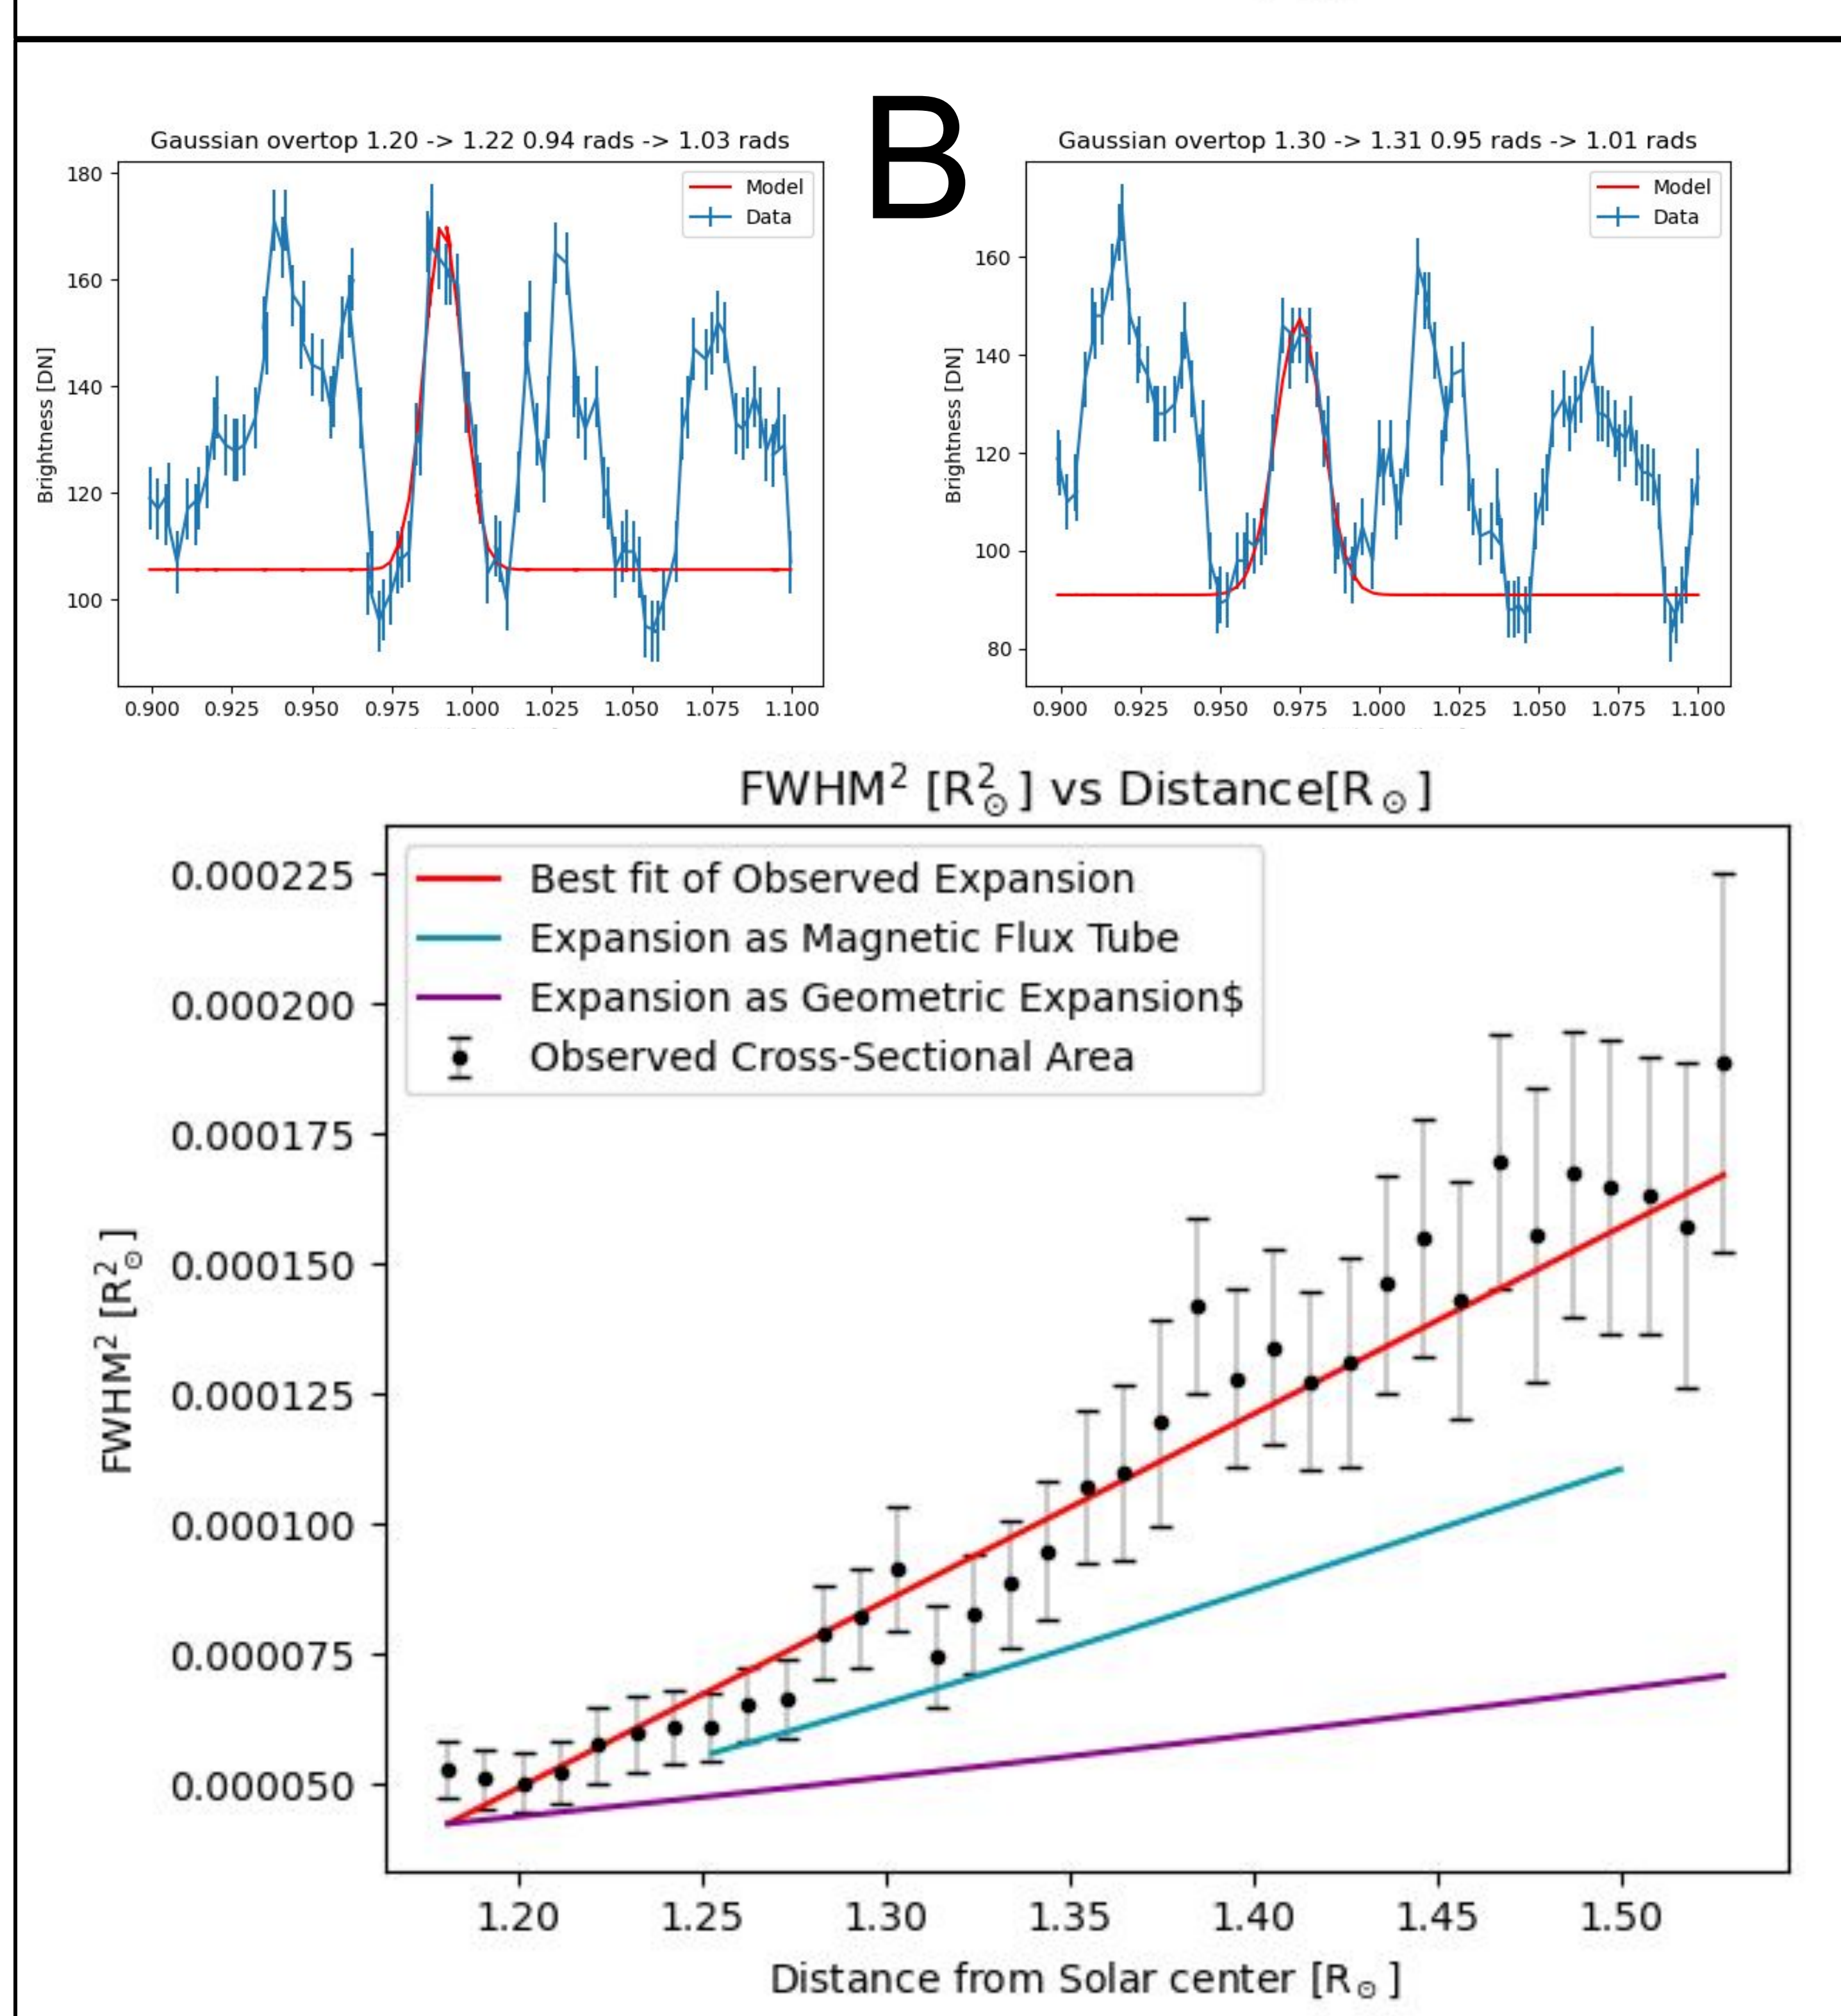 B
Gaussian overtop 1.20 -> 1.22 0.94 rads -> 1.03 rads
Model
Data
Brightness [DN]
180
160
140
120
100
0.900 0.925 0.950 0.975 1.000 1.025 1.050 1.075 1.100
Gaussian overtop 1.30 -> 1.31 0.95 rads -> 1.01 rads
Model
Data
Brightness [DN]
160
140
120
100
80
0.900 0.925 0.950 0.975 1.000 1.025 1.050 1.075 1.100
FWHM² [R²☉] vs Distance[R☉]
Best fit of Observed Expansion
Expansion as Magnetic Flux Tube
Expansion as Geometric Expansion$
Observed Cross-Sectional Area
FWHM² [R²☉]
0.000225
0.000200
0.000175
0.000150
0.000125
0.000100
0.000075
0.000050
1.20 1.25 1.30 1.35 1.40 1.45 1.50
Distance from Solar center [R☉]